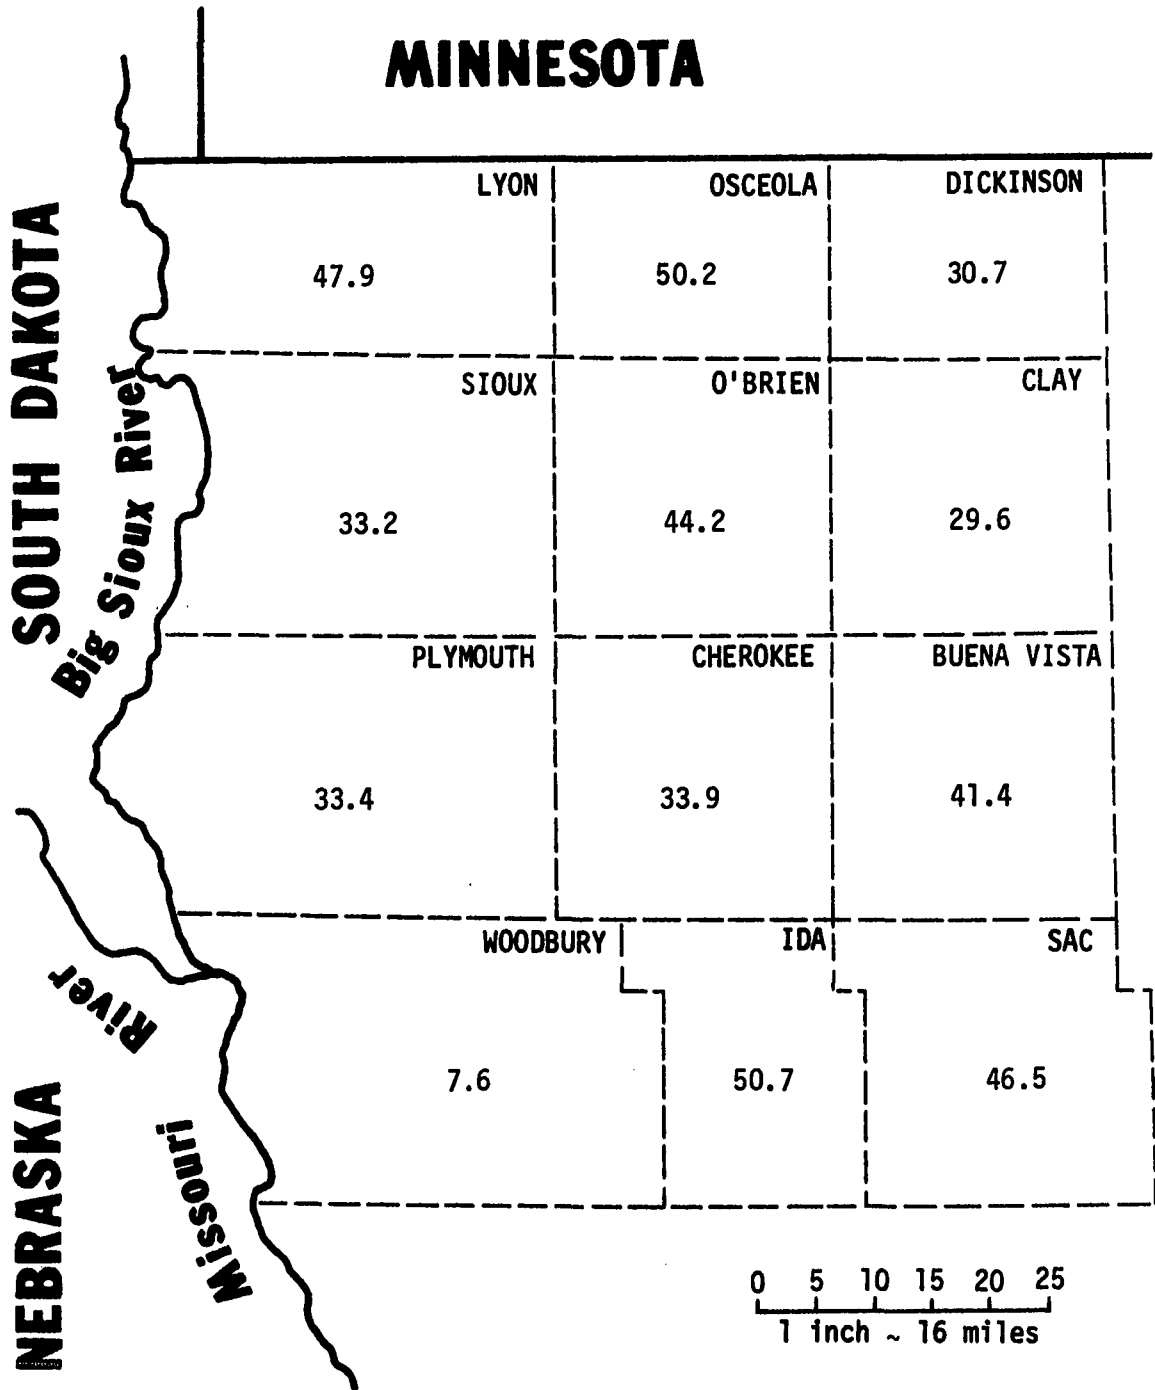 MINNESOTA
SOUTH DAKOTA
Big Sioux River
NEBRASKA
Missouri River
LYON
OSCEOLA
DICKINSON
47.9
50.2
30.7
SIOUX
O'BRIEN
CLAY
33.2
44.2
29.6
PLYMOUTH
CHEROKEE
BUENA VISTA
33.4
33.9
41.4
WOODBURY
IDA
SAC
7.6
50.7
46.5
0 5 10 15 20 25
1 inch ~ 16 miles